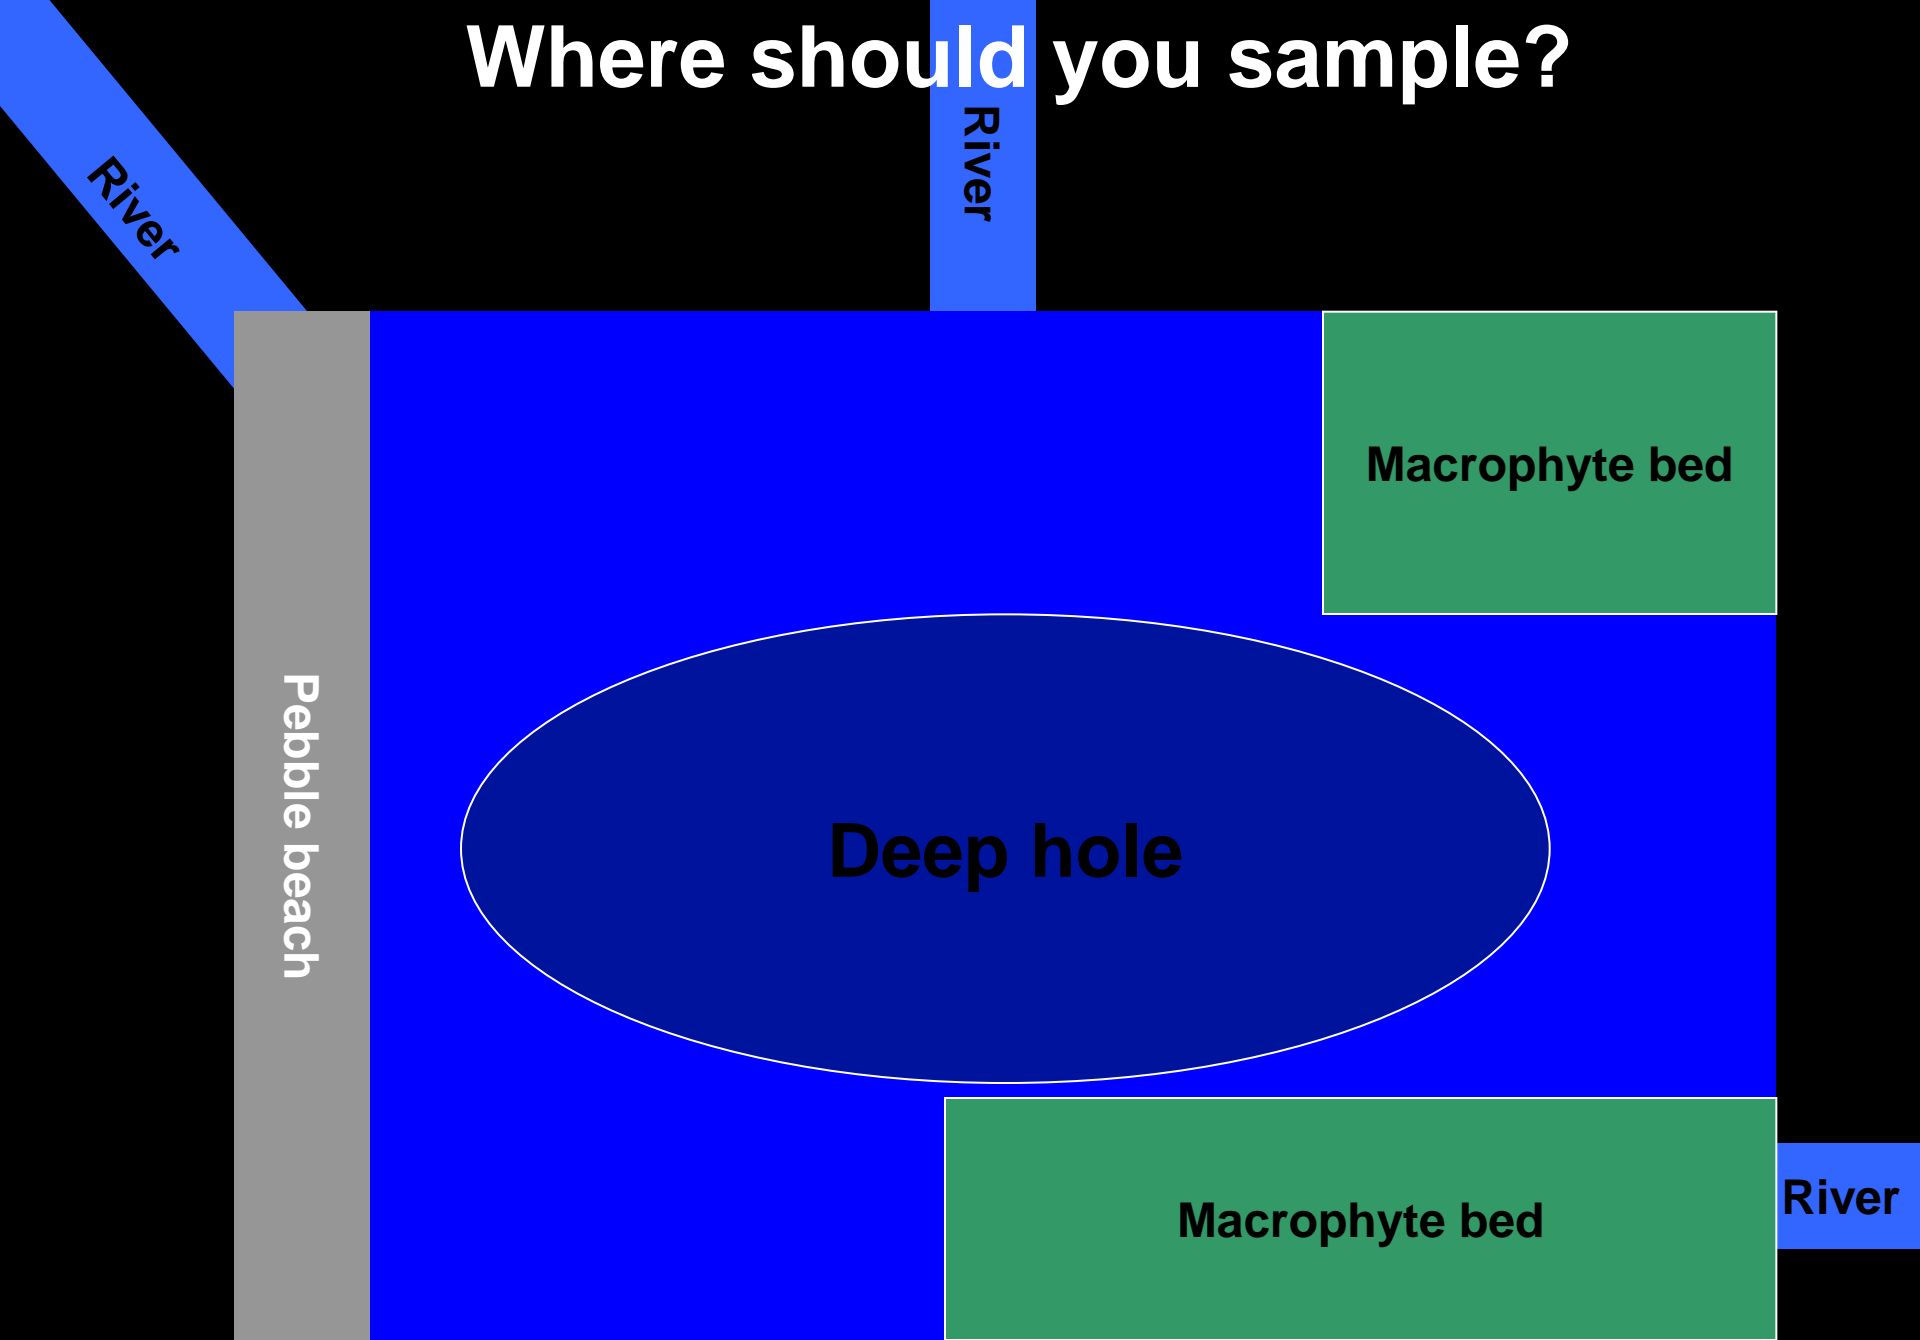 Where should you sample?
River
River
Macrophyte bed
Pebble beach
Deep hole
River
Macrophyte bed